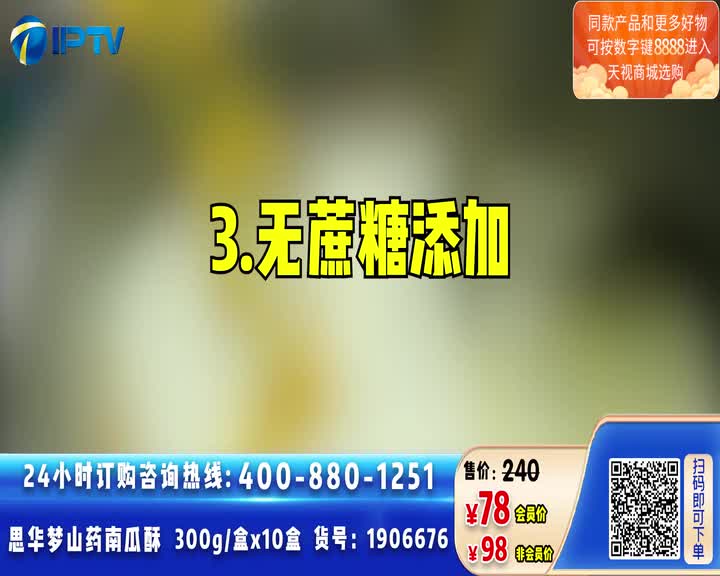 IPTV
同款产品和更多好物
可按数字键8888进入
天视商城选购
3.无蔗糖添加
24小时订购咨询热线:400-880-1251
思华梦山药南瓜酥 300g/盒x10盒 货号:1906676
售价:240
¥78会员价
¥98非会员价
扫码即可下单